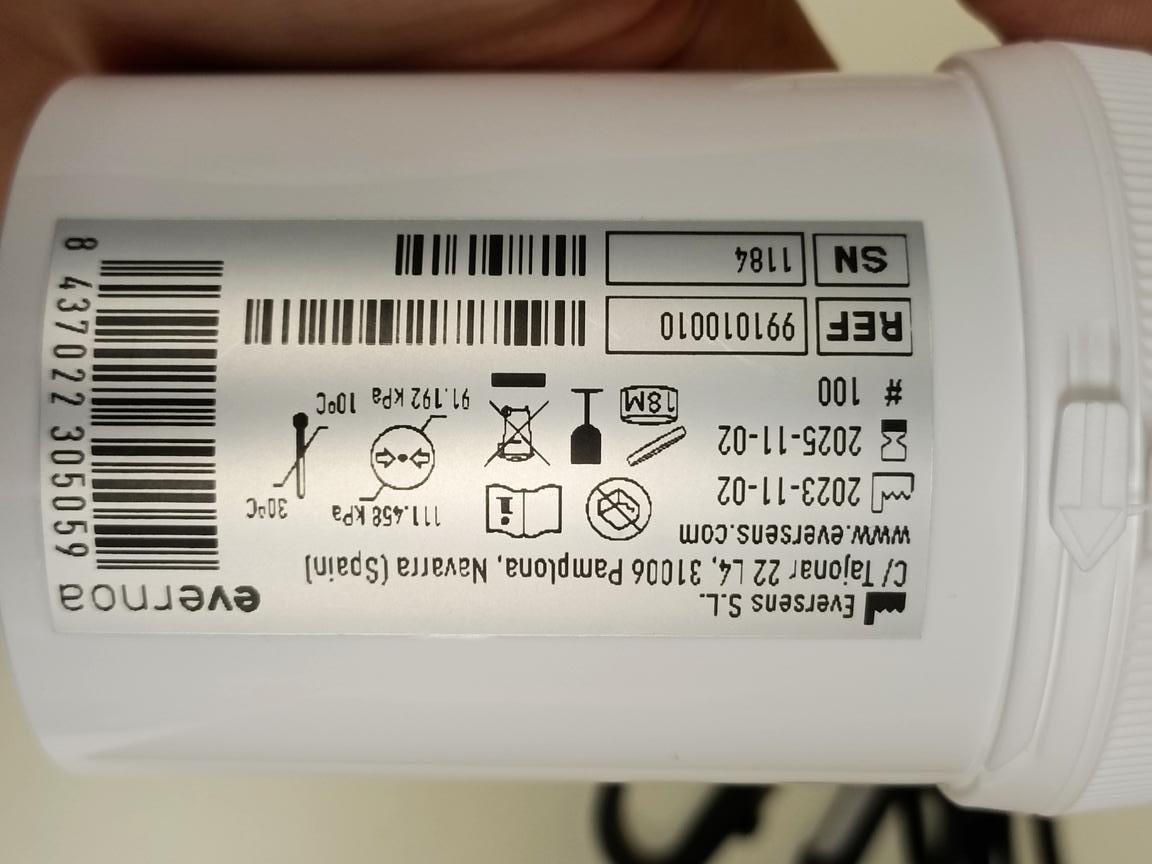 Eversens S.L.
C/ Tajonar 22 L4, 31006 Pamplona, Navarra (Spain)
www.eversens.com
2023-11-02
2025-11-02
# 100
18M
i
111.458 kPa
91.192 kPa
30ºC
10ºC
REF 991010010
SN 1184
evernoa
8 437022 305059